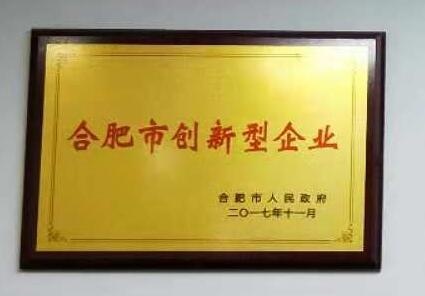 合肥市创新型企业
合肥市人民政府
二〇一七年十一月